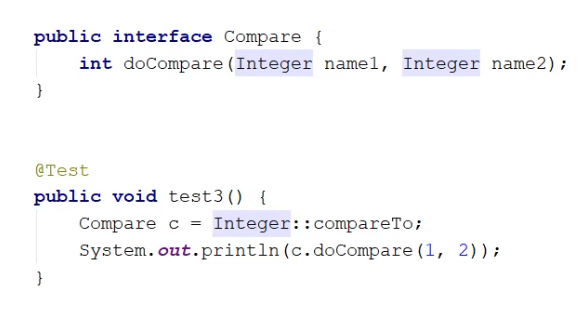 public interface Compare {
int doCompare(Integer name1, Integer name2);
}
@Test
public void test3() {
Compare c = Integer::compareTo;
System.out.println(c.doCompare(1, 2));
}